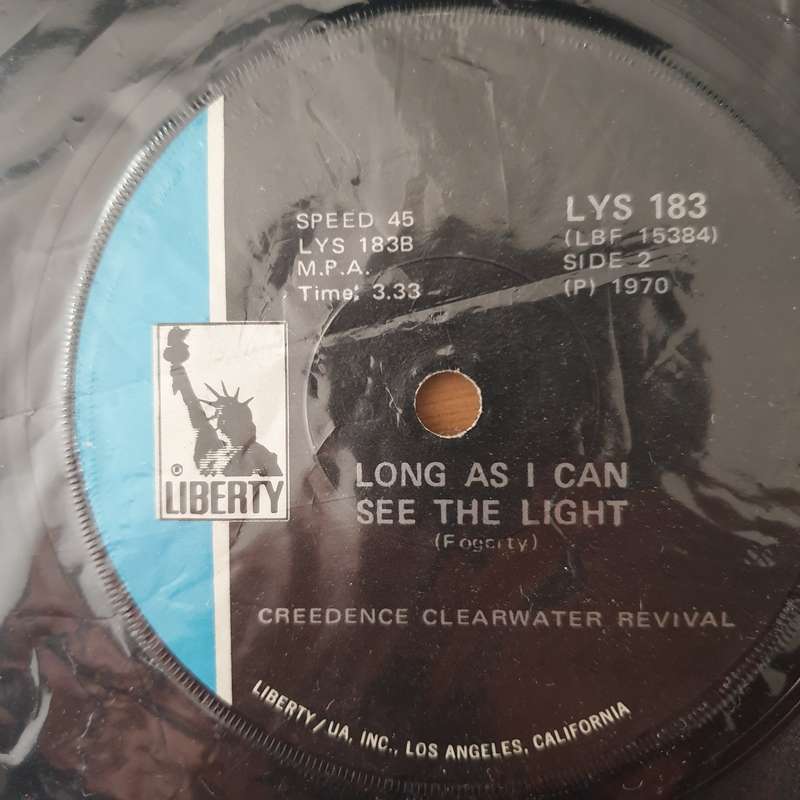 SPEED 45
LYS 183B
M.P.A.
Time: 3.33
LYS 183
(LBF 15384)
SIDE 2
(P) 1970
®
LIBERTY
LONG AS I CAN
SEE THE LIGHT
(Fogerty)
CREEDENCE CLEARWATER REVIVAL
LIBERTY/UA, INC., LOS ANGELES, CALIFORNIA